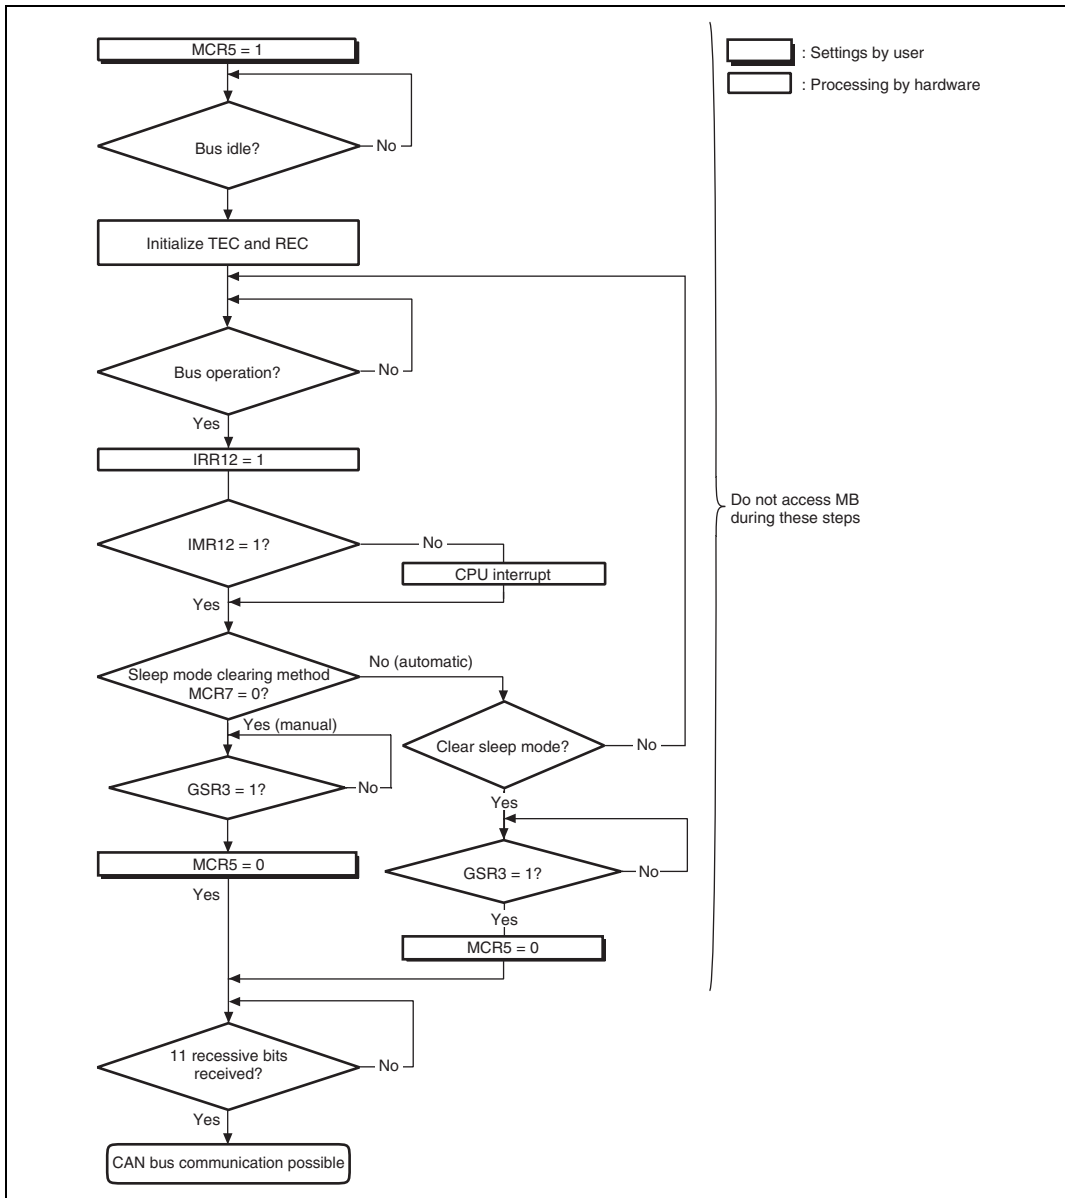 MCR5 = 1
: Settings by user
: Processing by hardware
Bus idle?
No
Initialize TEC and REC
Bus operation?
No
Yes
IRR12 = 1
Do not access MB
during these steps
IMR12 = 1?
No
CPU interrupt
Yes
Sleep mode clearing method
MCR7 = 0?
No (automatic)
Yes (manual)
Clear sleep mode?
No
GSR3 = 1?
No
Yes
MCR5 = 0
Yes
GSR3 = 1?
No
Yes
MCR5 = 0
11 recessive bits
received?
No
Yes
CAN bus communication possible